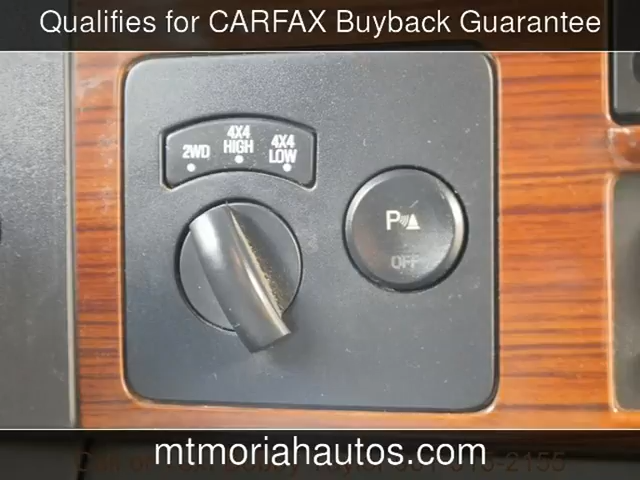 Qualifies for CARFAX Buyback Guarantee
2WD
4X4 HIGH
4X4 LOW
P
OFF
mtmoriahautos.com